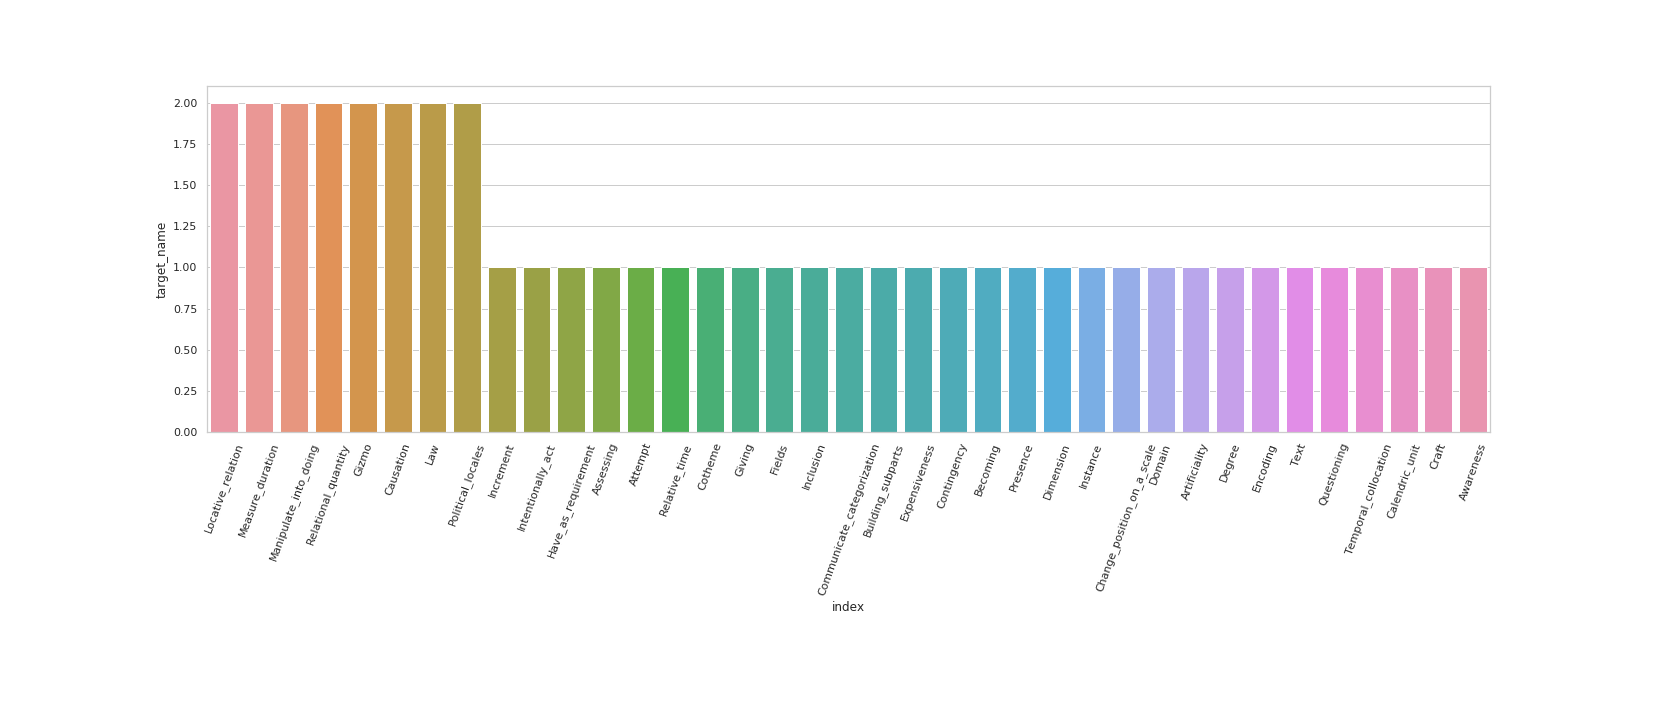 2.00
1.75
1.50
1.25
1.00
0.75
0.50
0.25
0.00
target_name
Locative_relation
Measure_duration
Manipulate_into_doing
Relational_quantity
Gizmo
Causation
Law
Political_locales
Increment
Intentionally_act
Have_as_requirement
Assessing
Attempt
Relative_time
Cotheme
Giving
Fields
Inclusion
Communicate_categorization
Building_subparts
Expensiveness
Contingency
Becoming
Presence
Dimension
Instance
Change_position_on_a_scale
Domain
Artificiality
Degree
Encoding
Text
Questioning
Temporal_collocation
Calendric_unit
Craft
Awareness
index